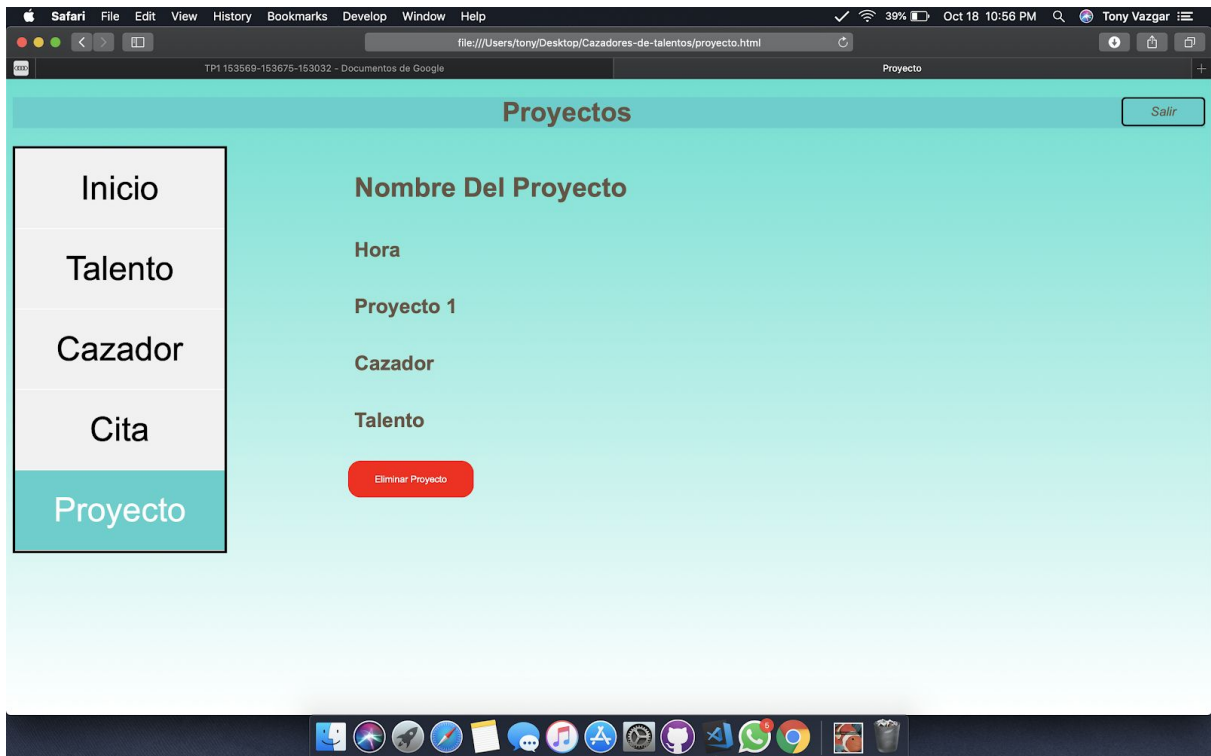 Safari File Edit View History Bookmarks Develop Window Help 39% Oct 18 10:56 PM Tony Vazgar
file:///Users/tony/Desktop/Cazadores-de-talentos/proyecto.html
TP1 153569-153675-153032 - Documentos de Google Proyecto
Proyectos Salir
Inicio
Talento
Cazador
Cita
Proyecto
Nombre Del Proyecto
Hora
Proyecto 1
Cazador
Talento
Eliminar Proyecto